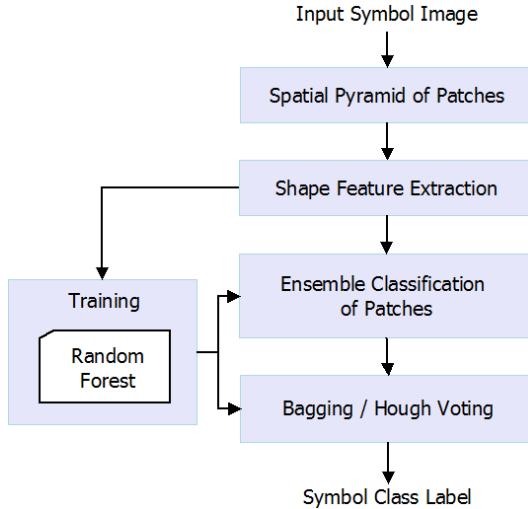 Input Symbol Image
Spatial Pyramid of Patches
Shape Feature Extraction
Training
Random
Forest
Ensemble Classification
of Patches
Bagging / Hough Voting
Symbol Class Label